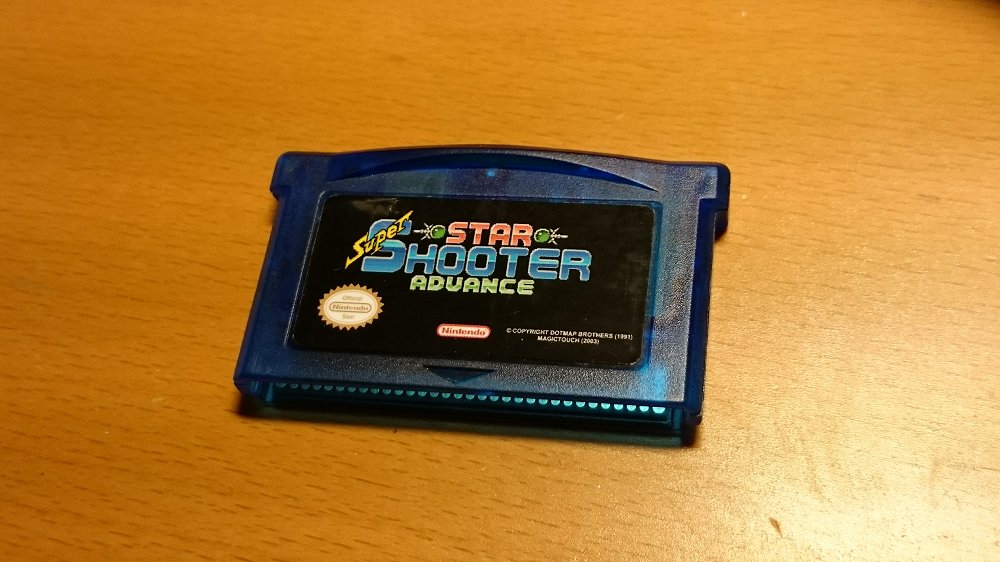 Super
STAR
SHOOTER
ADVANCE
Official
Nintendo
Seal
Nintendo
© COPYRIGHT DOTMAP BROTHERS (1991)
MAGICTOUCH (2003)